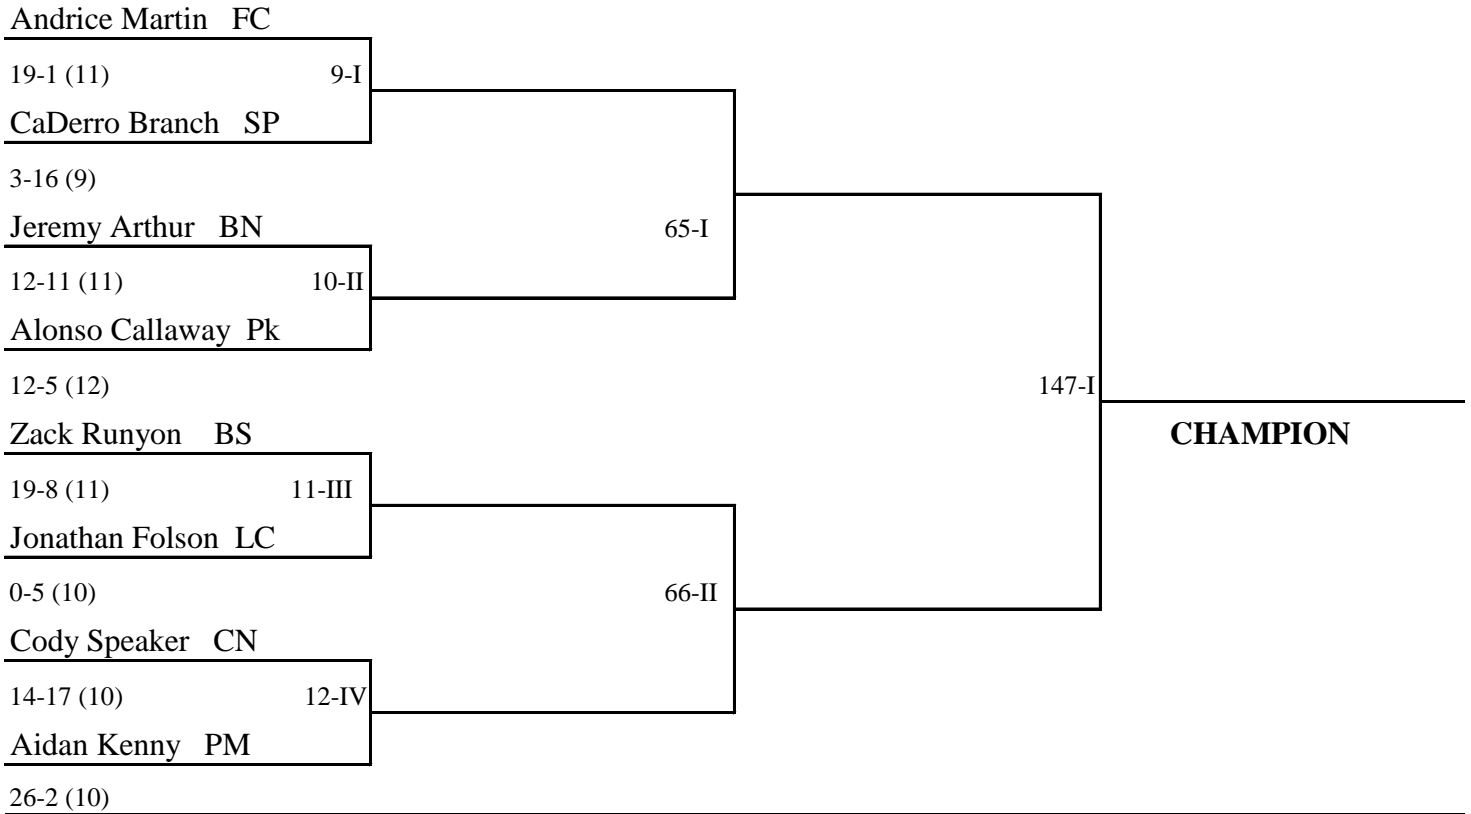 Andrice Martin FC
19-1 (11) 9-I
CaDerro Branch SP
3-16 (9)
Jeremy Arthur BN 65-I
12-11 (11) 10-II
Alonso Callaway Pk
12-5 (12) 147-I
Zack Runyon BS CHAMPION
19-8 (11) 11-III
Jonathan Folson LC
0-5 (10) 66-II
Cody Speaker CN
14-17 (10) 12-IV
Aidan Kenny PM
26-2 (10)